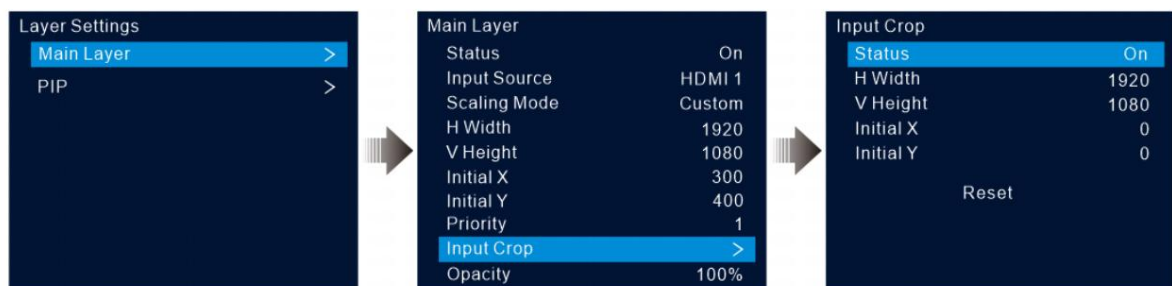 Layer Settings
Main Layer >
PIP >
Main Layer
Status On
Input Source HDMI 1
Scaling Mode Custom
H Width 1920
V Height 1080
Initial X 300
Initial Y 400
Priority 1
Input Crop >
Opacity 100%
Input Crop
Status On
H Width 1920
V Height 1080
Initial X 0
Initial Y 0
Reset